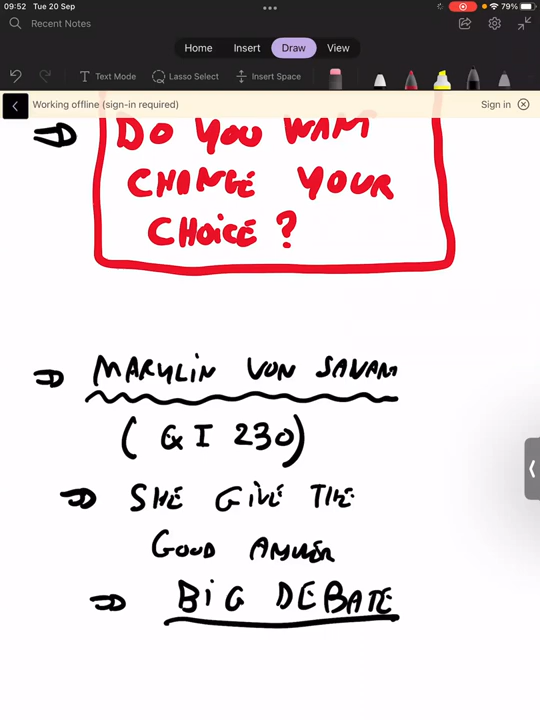 09:52 Tue 20 Sep
79%
Recent Notes
Home Insert Draw View
Text Mode Lasso Select Insert Space
Working offline (sign-in required) Sign in
DO YOU WANT
CHANGE YOUR
CHOICE ?
MARYLIN VON SAVANT
(QI 230)
SHE GIVE THE
GOOD ANSWER
BIG DEBATE